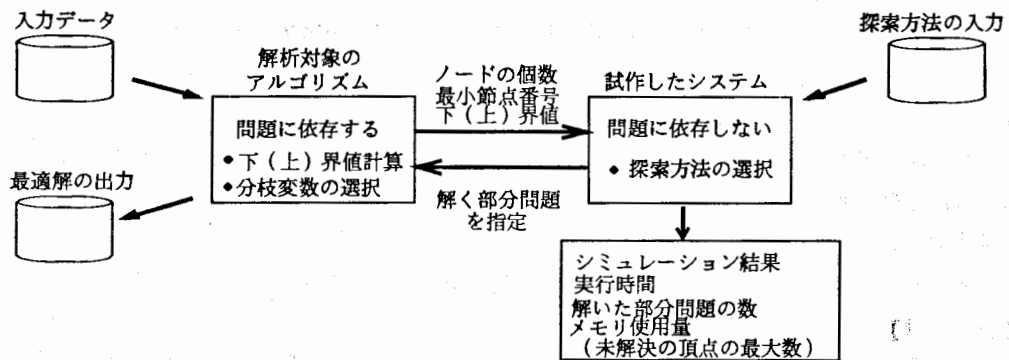 入力データ
探索方法の入力
解析対象の
アルゴリズム
ノードの個数
最小節点番号
下(上)界値
試作したシステム
問題に依存する
● 下(上)界値計算
● 分枝変数の選択
問題に依存しない
● 探索方法の選択
最適解の出力
解く部分問題
を指定
シミュレーション結果
実行時間
解いた部分問題の数
メモリ使用量
(未解決の頂点の最大数)